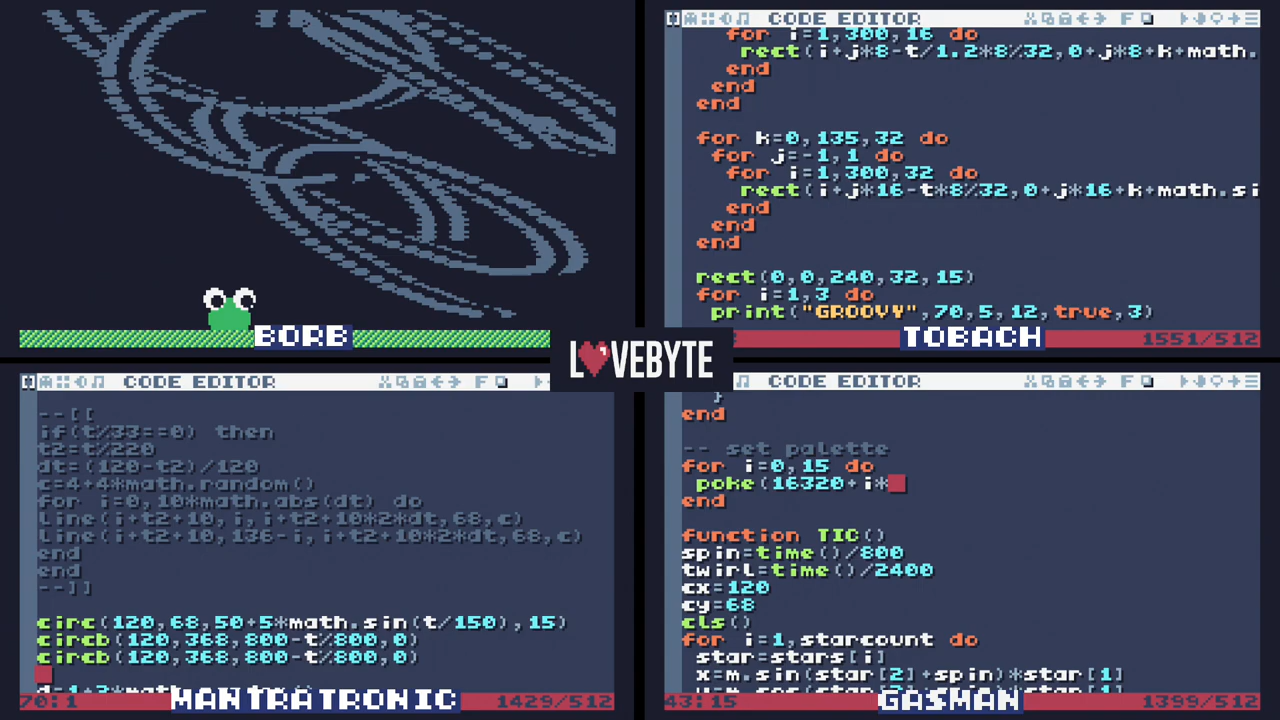 BORB
CODE EDITOR
for i=1,300,16 do
rect(i+j*8-t/1.2*8%32,0+j*8+k+math.
end
end
end
for k=0,135,32 do
for j=-1,1 do
for i=1,300,32 do
rect(i+j*16-t*8%32,0+j*16+k+math.si
end
end
end
rect(0,0,240,32,15)
for i=1,3 do
print("GROOVY",70,5,12,true,3)
TOBACH
1551/512
LOVEBYTE
CODE EDITOR
--[[
if(t%33==0) then
t2=t%220
dt=(120-t2)/120
c=4+4*math.random()
for i=0,10*math.abs(dt) do
line(i+t2+10,i,i+t2+10*2*dt,68,c)
line(i+t2+10,136-i,i+t2+10*2*dt,68,c)
end
end
--]]
circ(120,68,50+5*math.sin(t/150),15)
circb(120,368,800-t%800,0)
circb(120,368,800-t%800,0)
70:1
MANTRATRONIC
1429/512
CODE EDITOR
}
end
-- set palette
for i=0,15 do
poke(16320+i*
end
function TIC()
spin=time()/800
twirl=time()/2400
cx=120
cy=68
cls()
for i=1,starcount do
star=stars[i]
x=m.sin(star[2]+spin)*star[1]
43:15
GASMAN
1399/512